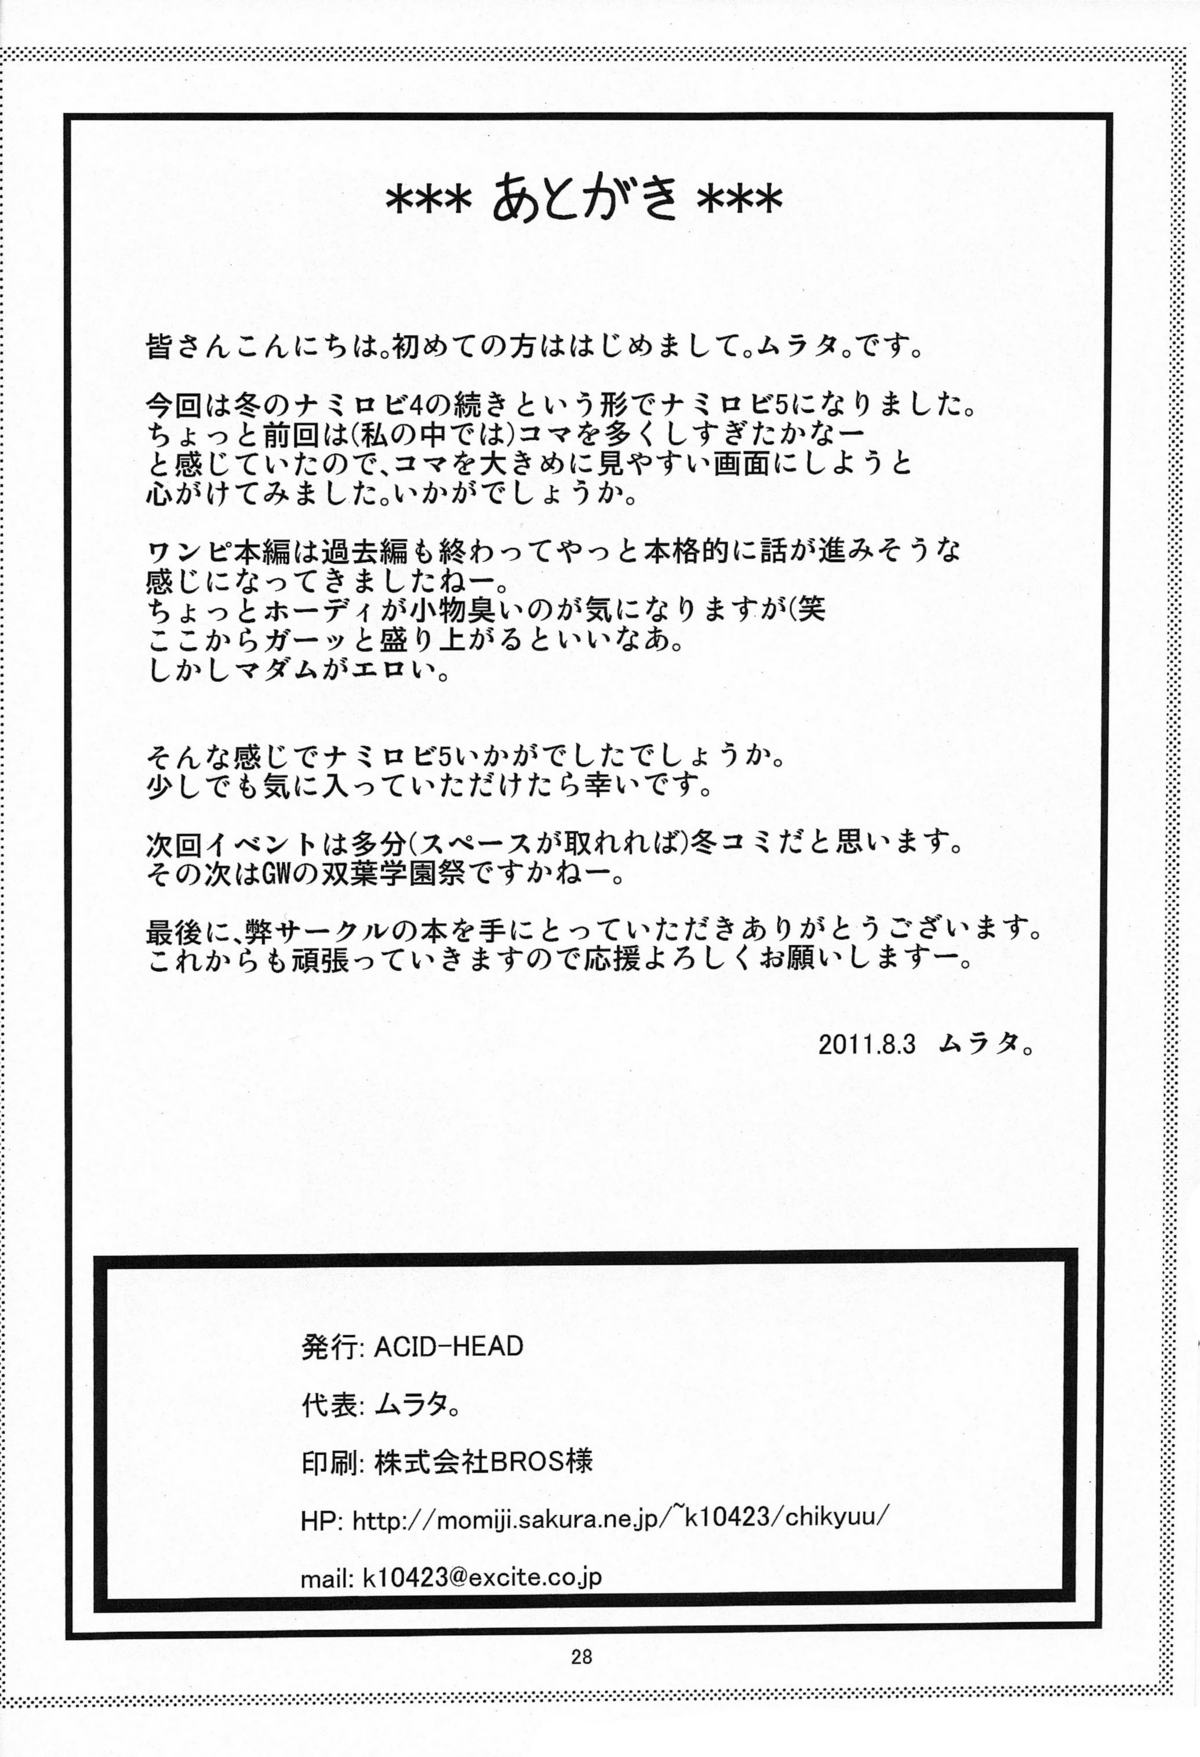 *** あとがき ***
皆さんこんにちは。初めての方ははじめまして。ムラタ。です。
今回は冬のナミロビ4の続きという形でナミロビ5になりました。
ちょっと前回は(私の中では)コマを多くしすぎたかなー
と感じていたので、コマを大きめに見やすい画面にしようと
心がけてみました。いかがでしょうか。
ワンピ本編は過去編も終わってやっと本格的に話が進みそうな
感じになってきましたねー。
ちょっとホーディが小物臭いのが気になりますが(笑
ここからガーッと盛り上がるといいなあ。
しかしマダムがエロい。
そんな感じでナミロビ5いかがでしたでしょうか。
少しでも気に入っていただけたら幸いです。
次回イベントは多分(スペースが取れれば)冬コミだと思います。
その次はGWの双葉学園祭ですかねー。
最後に、弊サークルの本を手にとっていただきありがとうございます。
これからも頑張っていきますので応援よろしくお願いしますー。
2011.8.3 ムラタ。
発行: ACID-HEAD
代表: ムラタ。
印刷: 株式会社BROS様
HP: http://momiji.sakura.ne.jp/~k10423/chikyuu/
mail: k10423@excite.co.jp
28